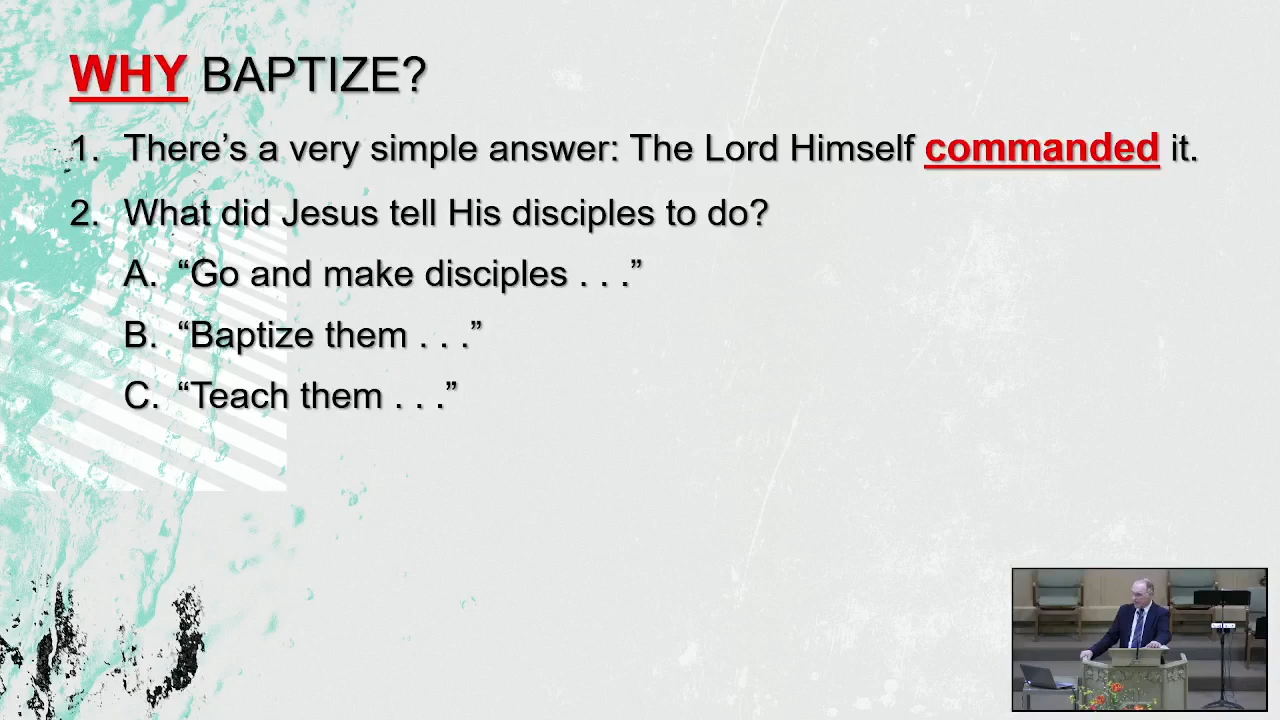 WHY BAPTIZE?
1. There’s a very simple answer: The Lord Himself commanded it.
2. What did Jesus tell His disciples to do?
A. “Go and make disciples . . .”
B. “Baptize them . . .”
C. “Teach them . . .”